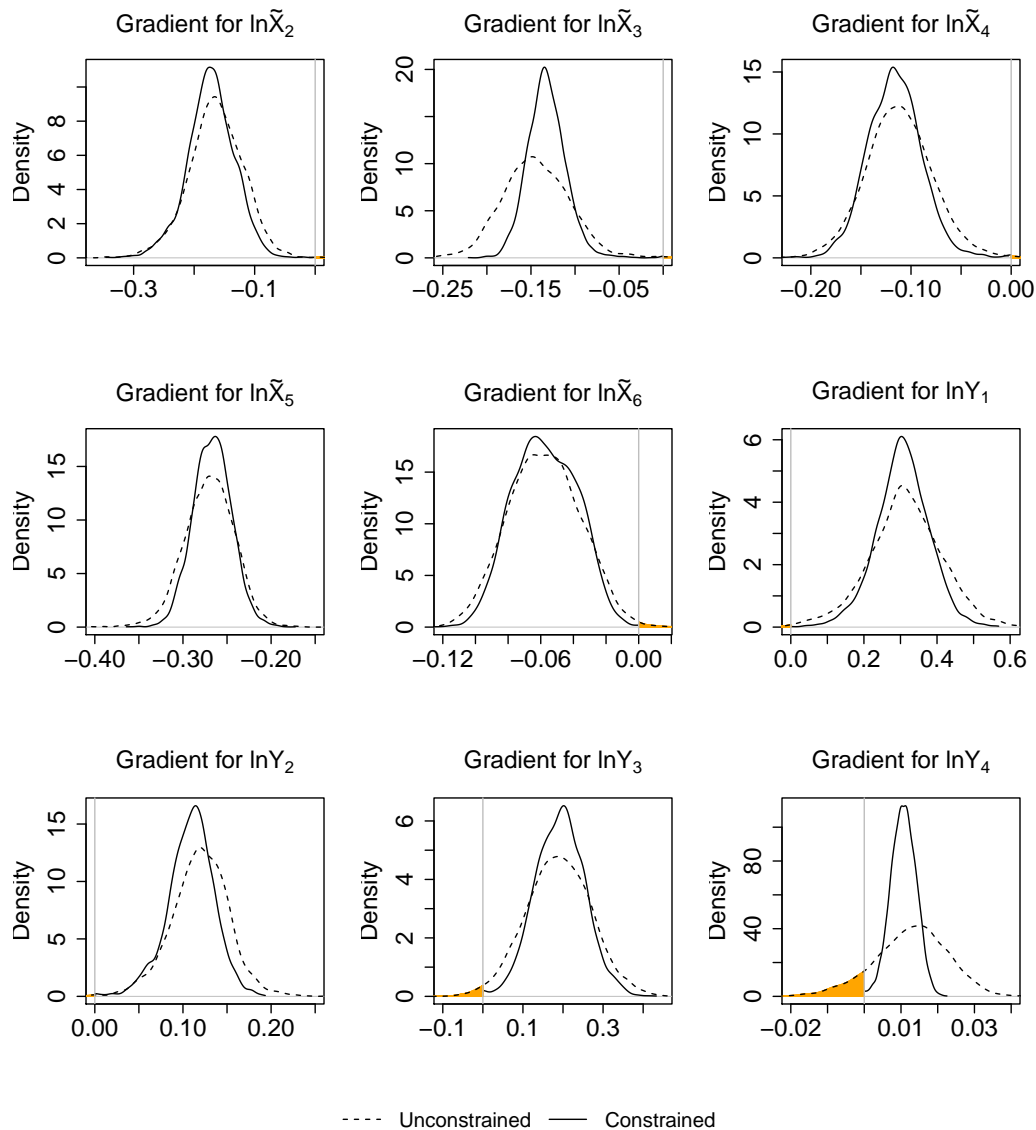 Gradient for lnX̃₂
Gradient for lnX̃₃
Gradient for lnX̃₄
Density
0 2 4 6 8
−0.3 −0.1
Density
0 5 10 15 20
−0.25 −0.15 −0.05
Density
0 5 10 15
−0.20 −0.10 0.00
Gradient for lnX̃₅
Gradient for lnX̃₆
Gradient for lnY₁
Density
0 5 10 15
−0.40 −0.30 −0.20
Density
0 5 10 15
−0.12 −0.06 0.00
Density
0 2 4 6
0.0 0.2 0.4 0.6
Gradient for lnY₂
Gradient for lnY₃
Gradient for lnY₄
Density
0 5 10 15
0.00 0.10 0.20
Density
0 2 4 6
−0.1 0.1 0.3
Density
0 40 80
−0.02 0.01 0.03
Unconstrained Constrained